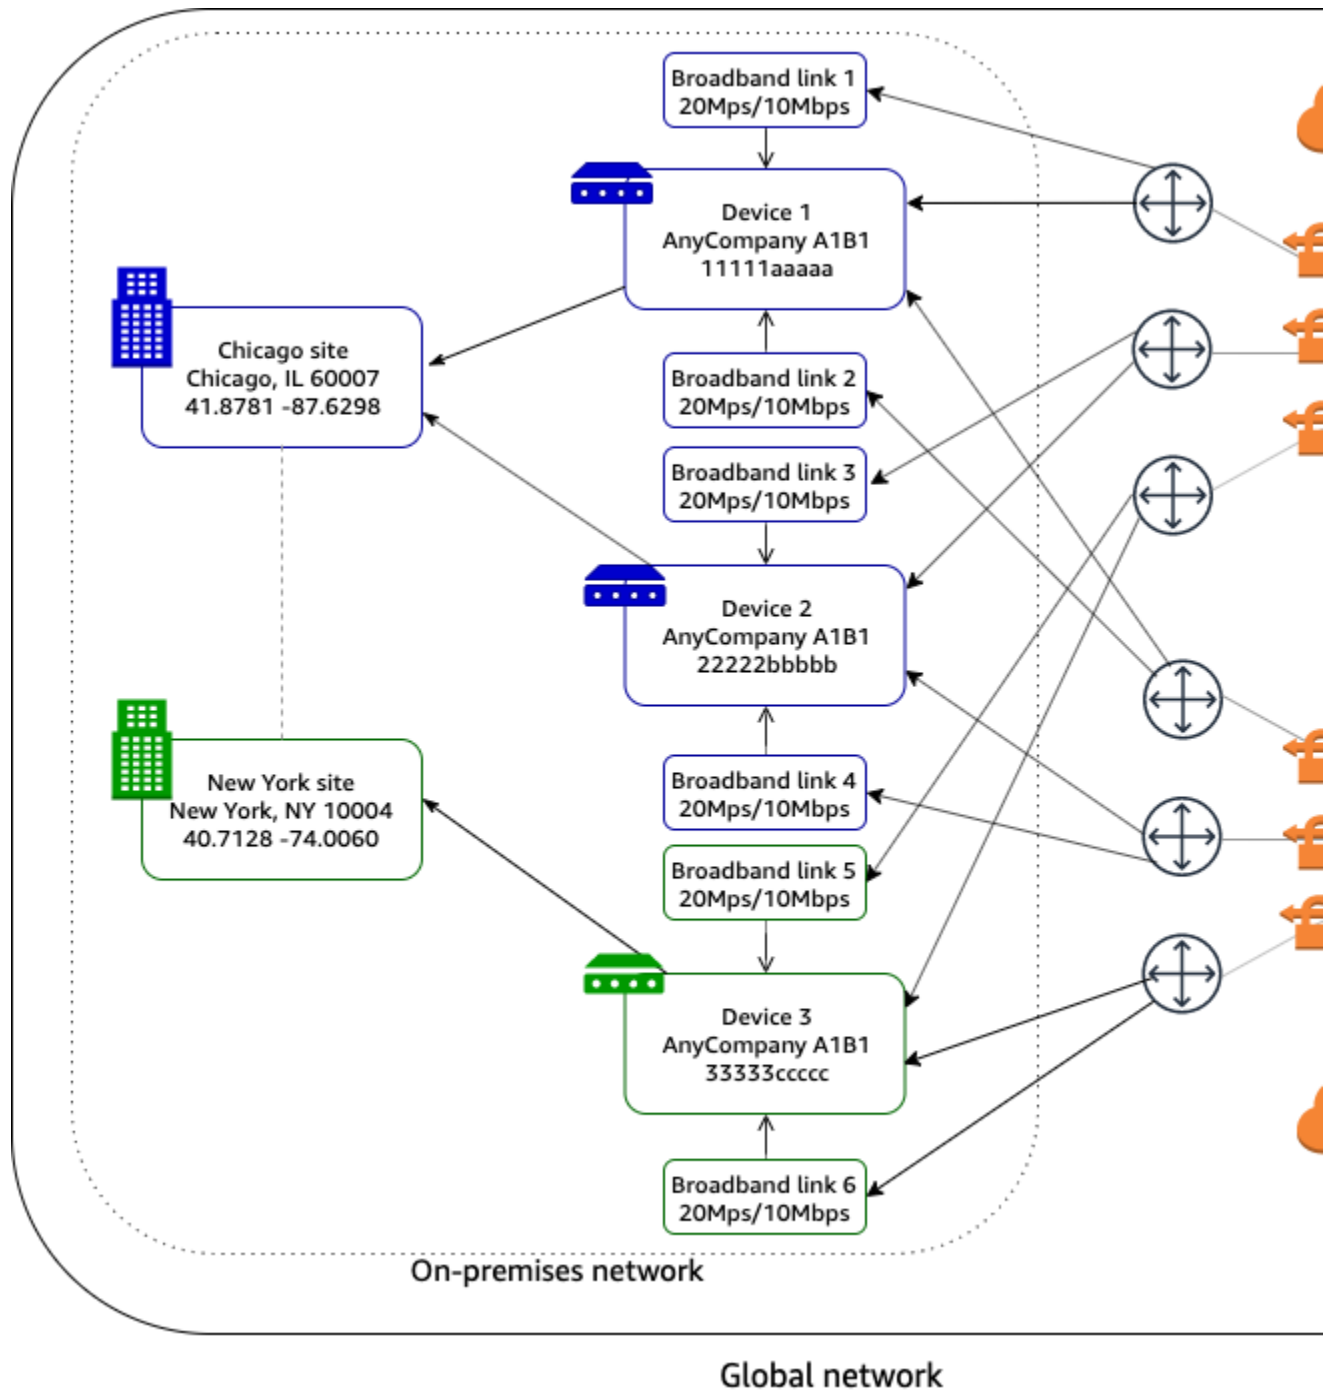 Broadband link 1
20Mps/10Mbps
Device 1
AnyCompany A1B1
11111aaaaa
Chicago site
Chicago, IL 60007
41.8781 -87.6298
Broadband link 2
20Mps/10Mbps
Broadband link 3
20Mps/10Mbps
Device 2
AnyCompany A1B1
22222bbbbb
New York site
New York, NY 10004
40.7128 -74.0060
Broadband link 4
20Mps/10Mbps
Broadband link 5
20Mps/10Mbps
Device 3
AnyCompany A1B1
33333ccccc
Broadband link 6
20Mps/10Mbps
On-premises network
Global network